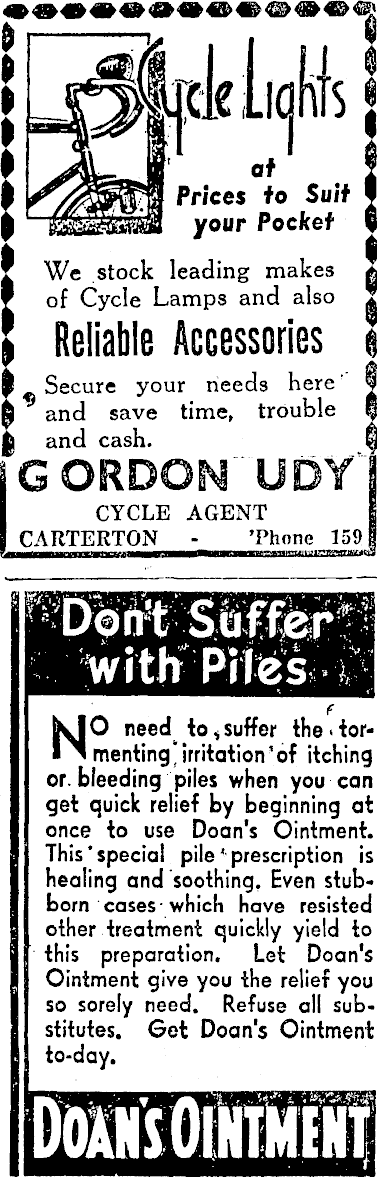 Cycle Lights
at
Prices to Suit
your Pocket
We stock leading makes
of Cycle Lamps and also
Reliable Accessories
Secure your needs here
and save time, trouble
and cash.
GORDON UDY
CYCLE AGENT
CARTERTON - 'Phone 159
Don't Suffer
with Piles
NO need to suffer the tor-
menting irritation of itching
or bleeding piles when you can
get quick relief by beginning at
once to use Doan's Ointment.
This special pile prescription is
healing and soothing. Even stub-
born cases which have resisted
other treatment quickly yield to
this preparation. Let Doan's
Ointment give you the relief you
so sorely need. Refuse all sub-
stitutes. Get Doan's Ointment
to-day.
DOAN'S OINTMENT